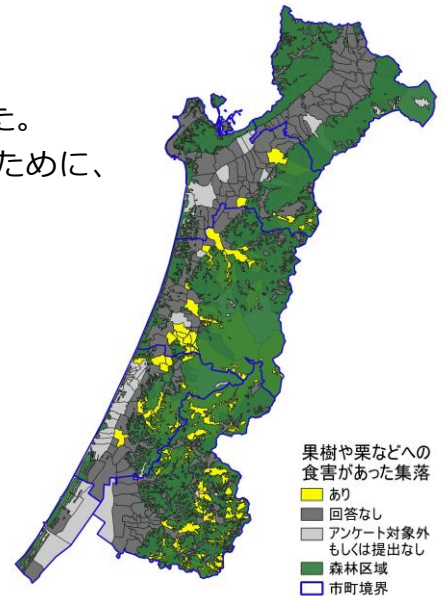 た。
ために、
果樹や栗などへの
食害があった集落
あり
回答なし
アンケート対象外
もしくは提出なし
森林区域
市町境界